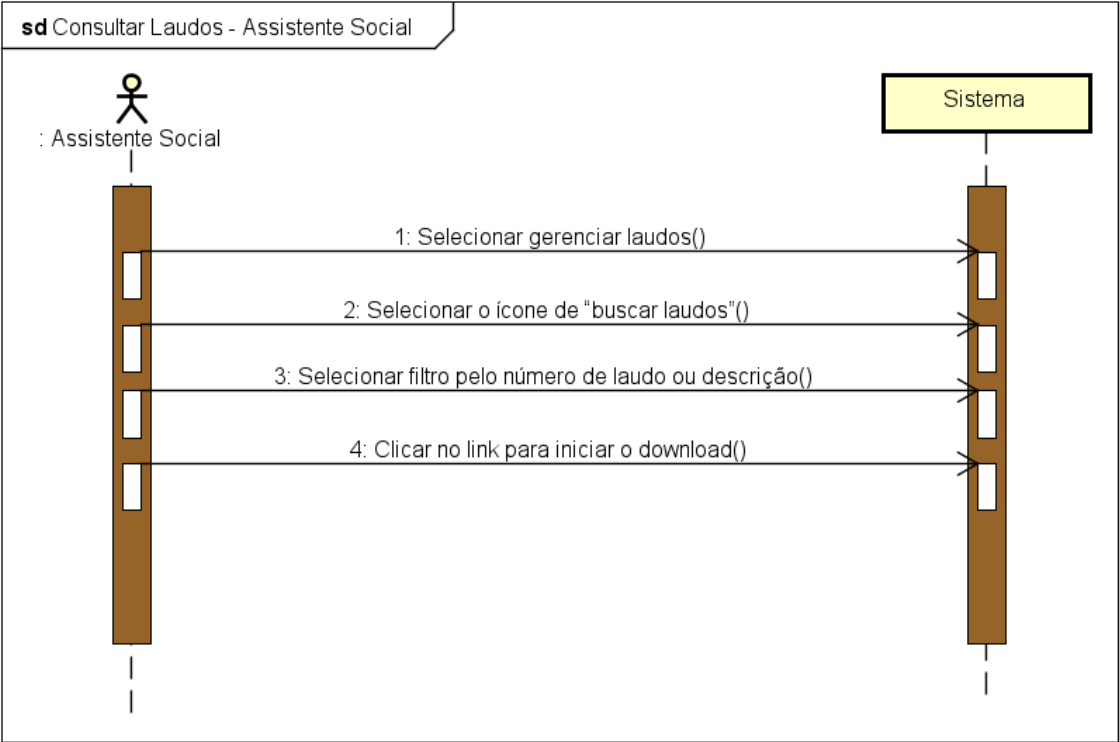 sd Consultar Laudos - Assistente Social
: Assistente Social
Sistema
1: Selecionar gerenciar laudos()
2: Selecionar o ícone de “buscar laudos”()
3: Selecionar filtro pelo número de laudo ou descrição()
4: Clicar no link para iniciar o download()